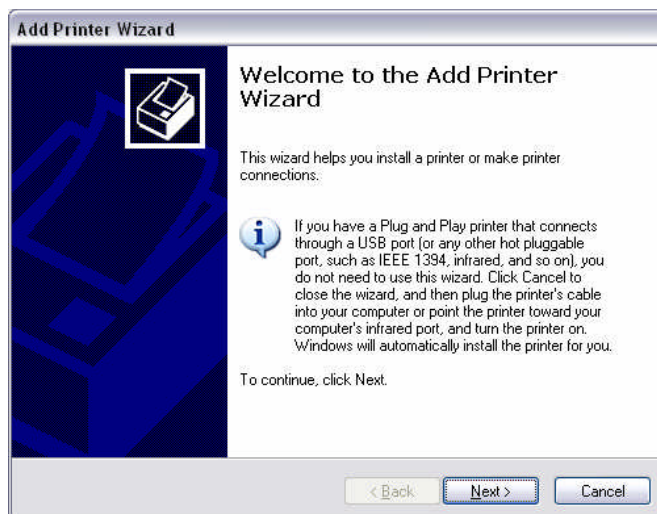 Add Printer Wizard
Welcome to the Add Printer
Wizard
This wizard helps you install a printer or make printer
connections.
If you have a Plug and Play printer that connects
through a USB port (or any other hot pluggable
port, such as IEEE 1394, infrared, and so on), you
do not need to use this wizard. Click Cancel to
close the wizard, and then plug the printer's cable
into your computer or point the printer toward your
computer's infrared port, and turn the printer on.
Windows will automatically install the printer for you.
To continue, click Next.
< Back
Next >
Cancel